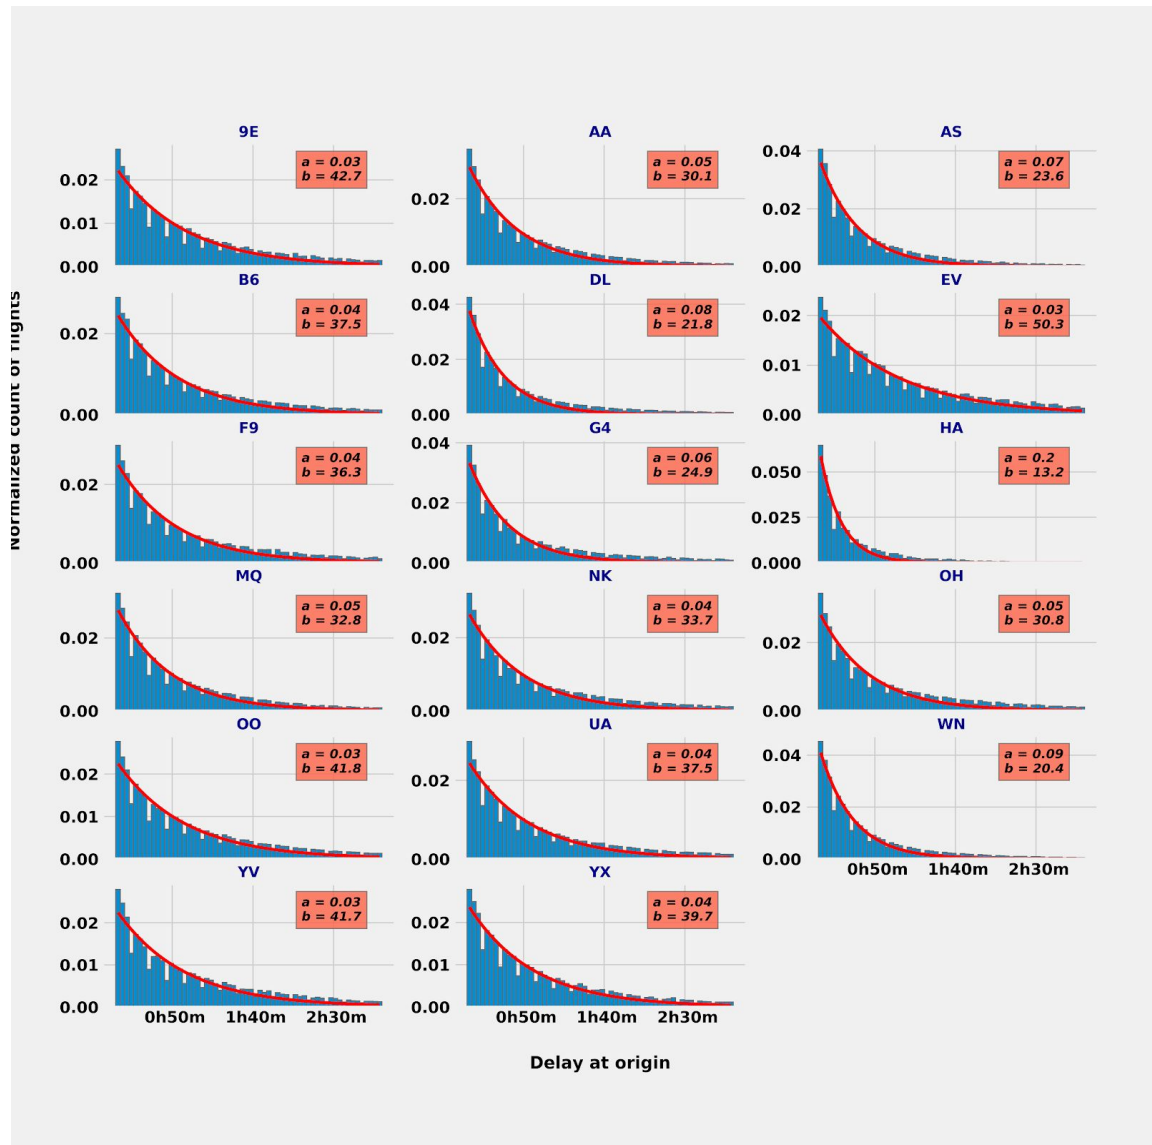 9E
a = 0.03
b = 42.7
0.02
0.01
0.00
AA
a = 0.05
b = 30.1
0.02
0.00
AS
a = 0.07
b = 23.6
0.04
0.02
0.00
B6
a = 0.04
b = 37.5
0.02
0.00
DL
a = 0.08
b = 21.8
0.04
0.02
0.00
EV
a = 0.03
b = 50.3
0.02
0.01
0.00
Normalized count of flights
F9
a = 0.04
b = 36.3
0.02
0.00
G4
a = 0.06
b = 24.9
0.04
0.02
0.00
HA
a = 0.2
b = 13.2
0.050
0.025
0.000
MQ
a = 0.05
b = 32.8
0.02
0.00
NK
a = 0.04
b = 33.7
0.02
0.00
OH
a = 0.05
b = 30.8
0.02
0.00
OO
a = 0.03
b = 41.8
0.02
0.01
0.00
UA
a = 0.04
b = 37.5
0.02
0.00
WN
a = 0.09
b = 20.4
0.04
0.02
0.00
0h50m 1h40m 2h30m
YV
a = 0.03
b = 41.7
0.02
0.01
0.00
0h50m 1h40m 2h30m
YX
a = 0.04
b = 39.7
0.02
0.01
0.00
0h50m 1h40m 2h30m
Delay at origin